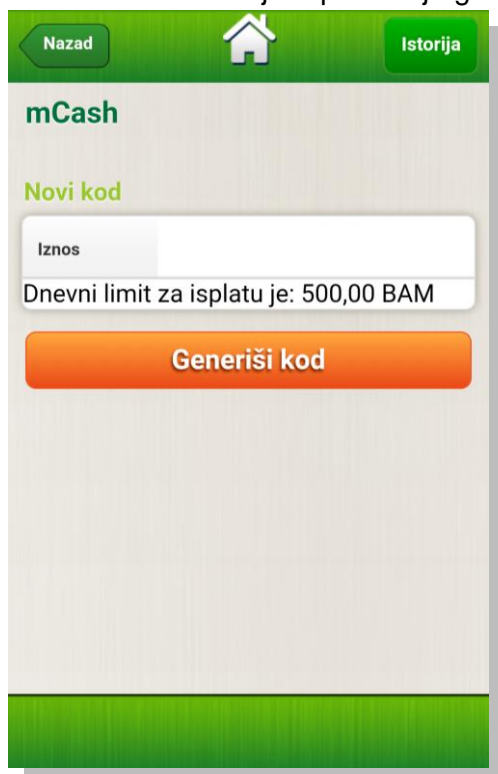 Nazad
Istorija
mCash
Novi kod
Iznos
Dnevni limit za isplatu je: 500,00 BAM
Generiši kod